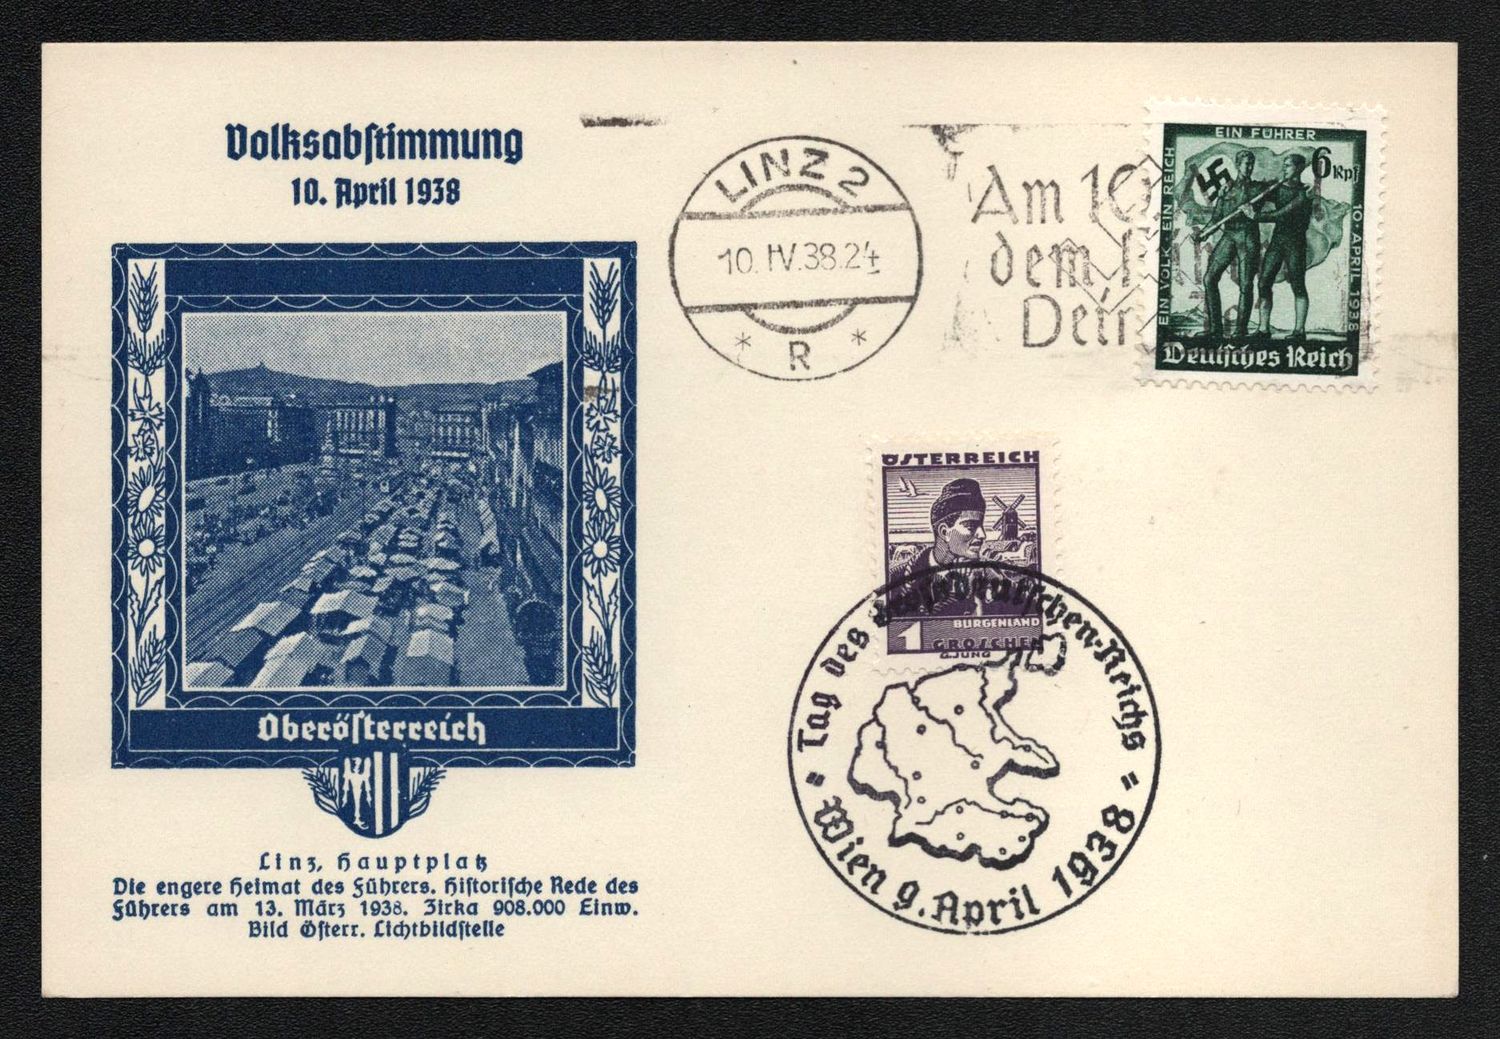 Volksabstimmung
10. April 1938
Oberösterreich
Linz, Hauptplatz
Die engere Heimat des Führers. Historische Rede des
Führers am 13. März 1938. Zirka 908.000 Einw.
Bild Österr. Lichtbildstelle
LINZ 2
10. IV. 38. 24
* R *
Am 10.
dem
Dein
EIN VOLK · EIN REICH
EIN FÜHRER
10 · APRIL 1938
6 Rpf
Deutsches Reich
ÖSTERREICH
BURGENLAND
1 GROSCHEN
G. JUNG
Tag des Großdeutschen-Reichs
Wien 9. April 1938